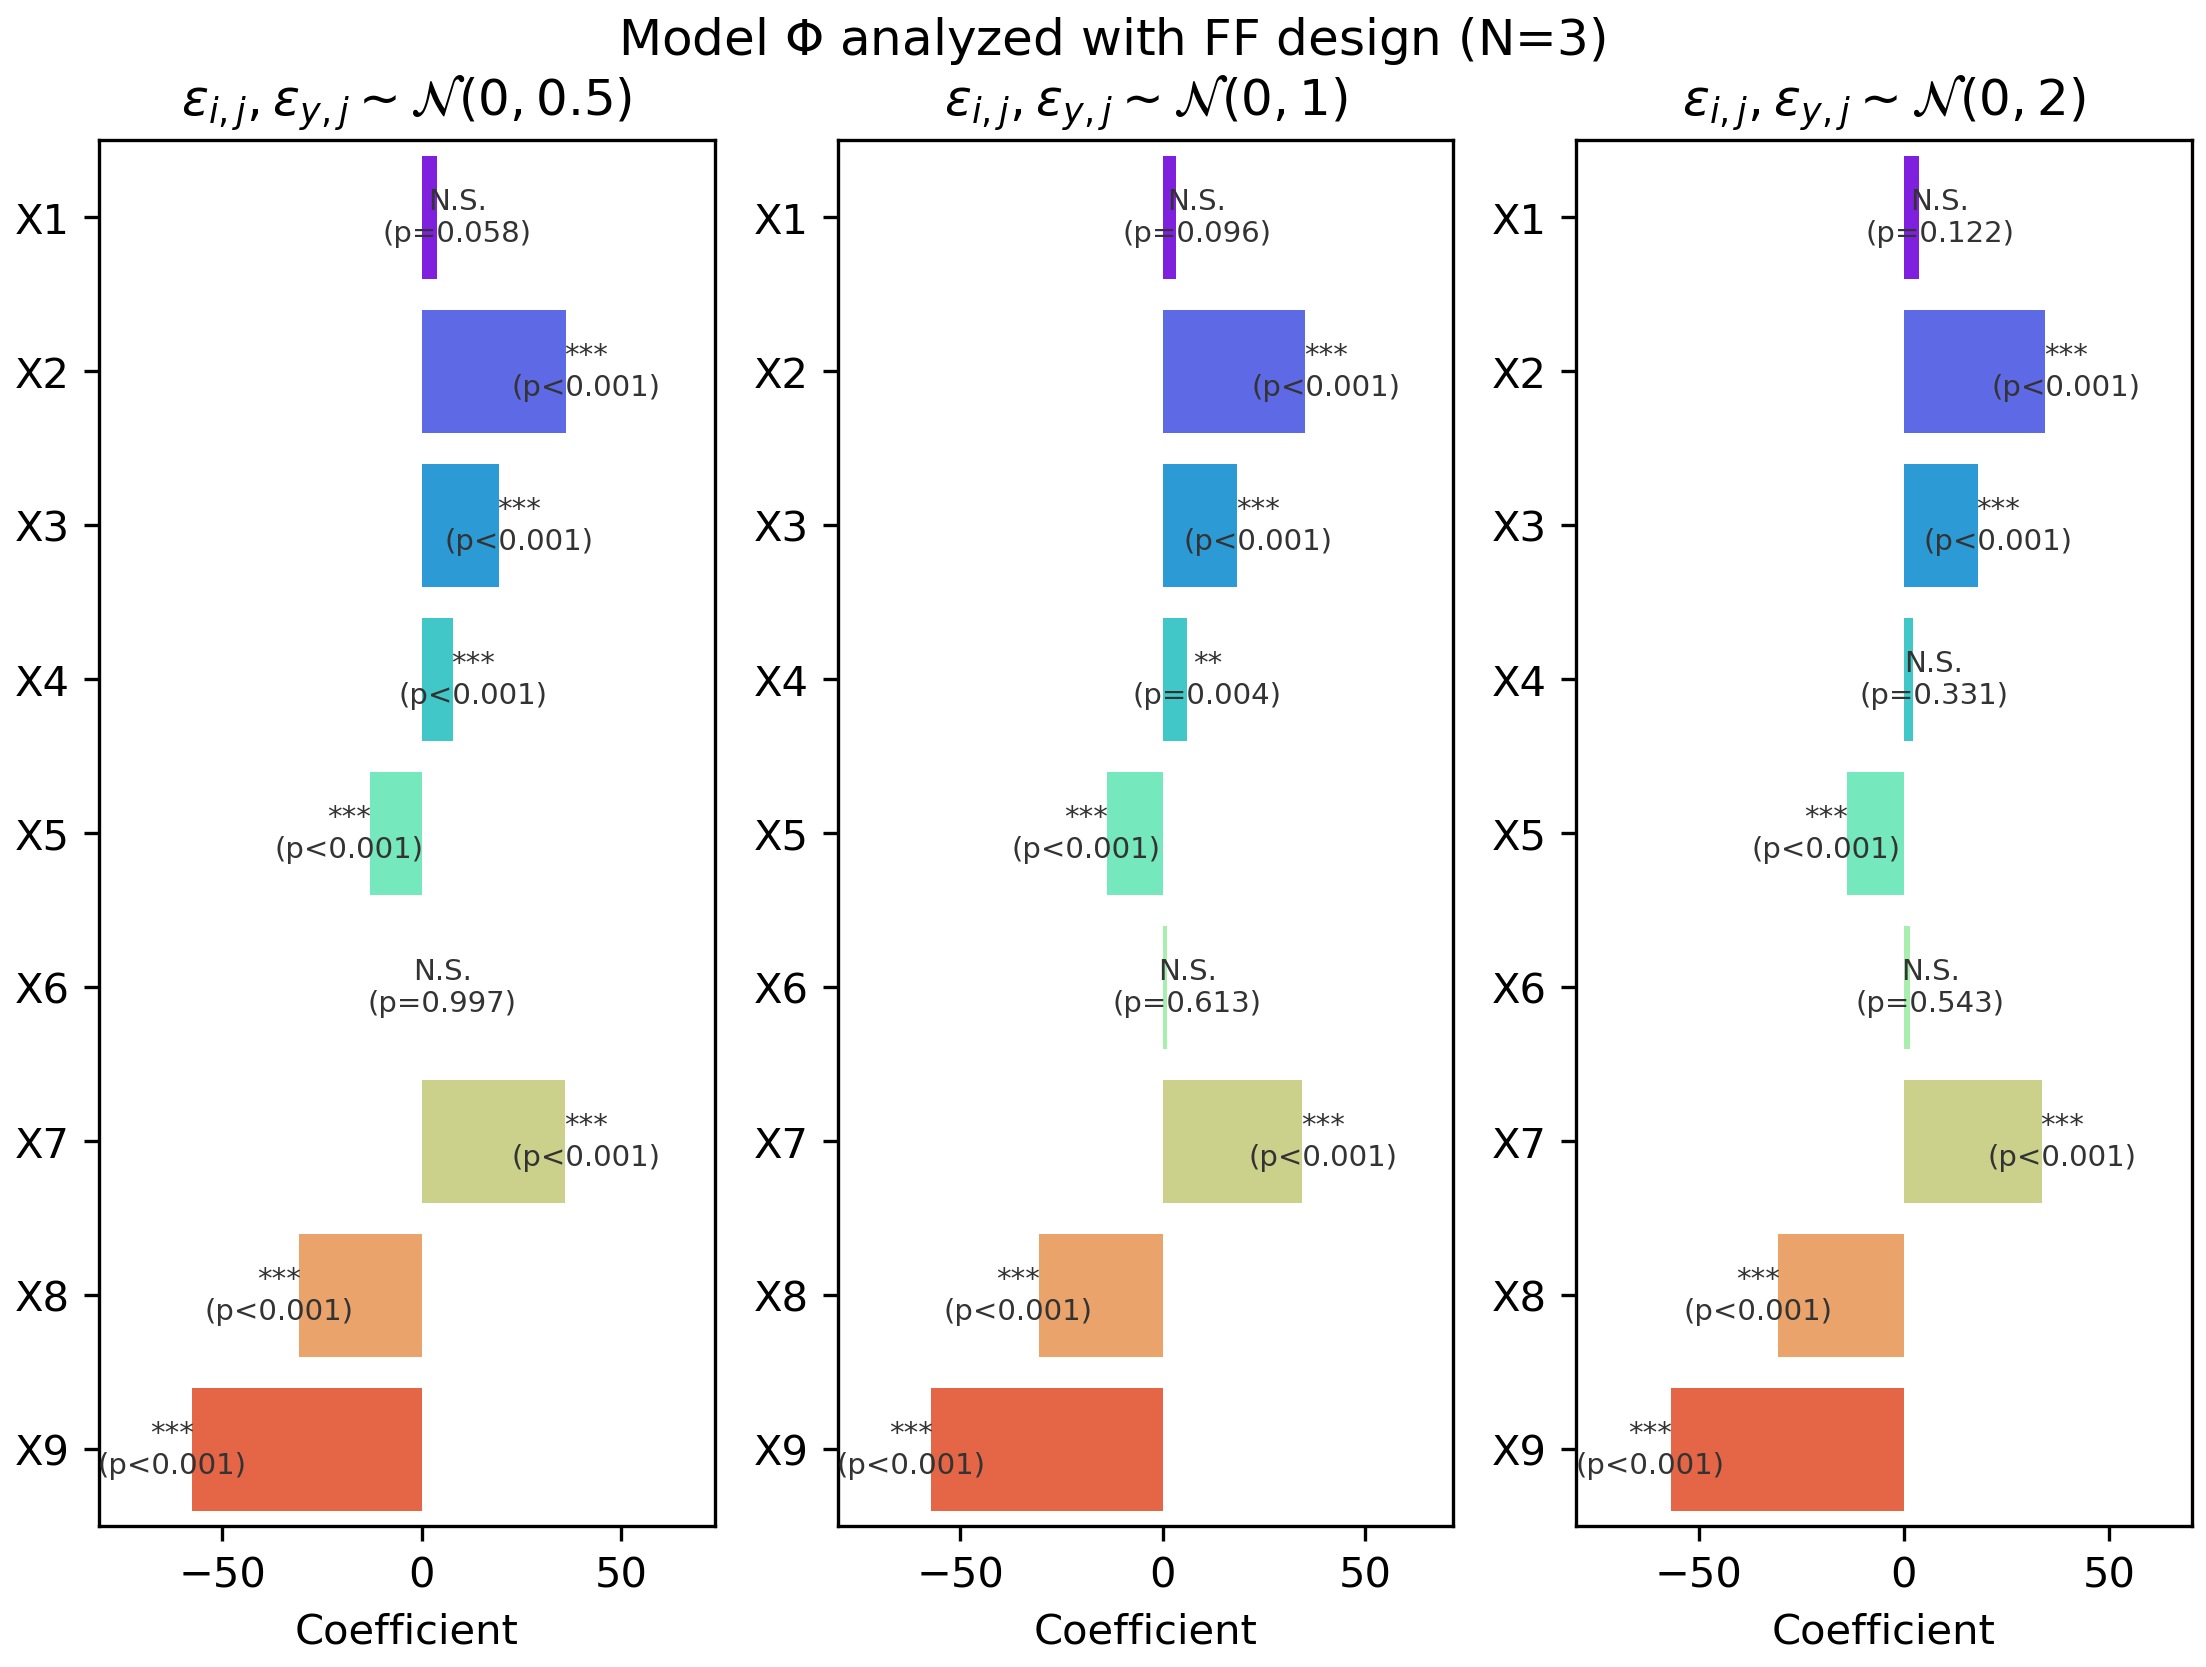 Model Φ analyzed with FF design (N=3)
ε_{i,j}, ε_{y,j} ~ 𝒩(0, 0.5)
X1
X2
X3
X4
X5
X6
X7
X8
X9
N.S.
(p=0.058)
***
(p<0.001)
***
(p<0.001)
***
(p<0.001)
***
(p<0.001)
N.S.
(p=0.997)
***
(p<0.001)
***
(p<0.001)
***
(p<0.001)
−50 0 50
Coefficient
ε_{i,j}, ε_{y,j} ~ 𝒩(0, 1)
X1
X2
X3
X4
X5
X6
X7
X8
X9
N.S.
(p=0.096)
***
(p<0.001)
***
(p<0.001)
**
(p=0.004)
***
(p<0.001)
N.S.
(p=0.613)
***
(p<0.001)
***
(p<0.001)
***
(p<0.001)
−50 0 50
Coefficient
ε_{i,j}, ε_{y,j} ~ 𝒩(0, 2)
X1
X2
X3
X4
X5
X6
X7
X8
X9
N.S.
(p=0.122)
***
(p<0.001)
***
(p<0.001)
N.S.
(p=0.331)
***
(p<0.001)
N.S.
(p=0.543)
***
(p<0.001)
***
(p<0.001)
***
(p<0.001)
−50 0 50
Coefficient